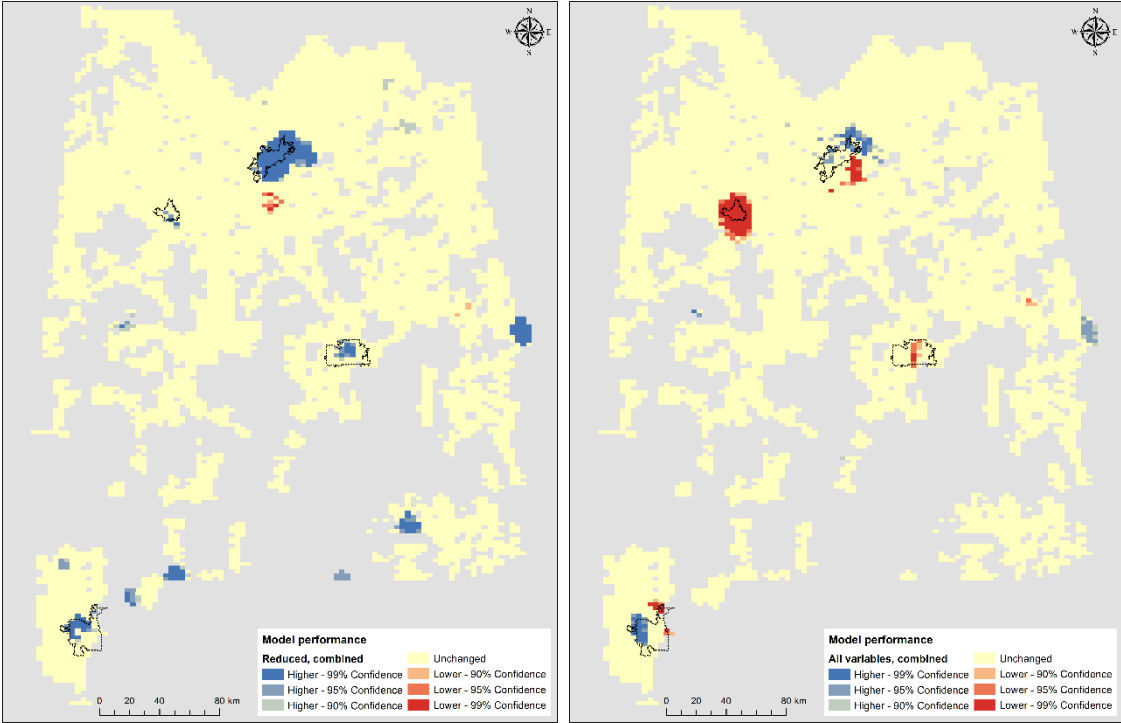 N
W E
S
0 20 40 80 km
Model performance
Reduced, combined
Higher - 99% Confidence
Higher - 95% Confidence
Higher - 90% Confidence
Unchanged
Lower - 90% Confidence
Lower - 95% Confidence
Lower - 99% Confidence
N
W E
S
0 20 40 80 km
Model performance
All variables, combined
Higher - 99% Confidence
Higher - 95% Confidence
Higher - 90% Confidence
Unchanged
Lower - 90% Confidence
Lower - 95% Confidence
Lower - 99% Confidence